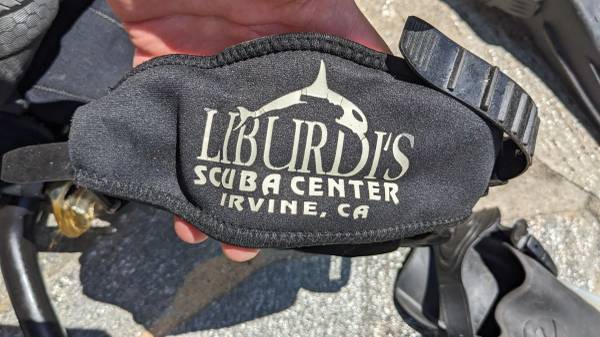 LIBURDI'S
SCUBA CENTER
IRVINE, CA